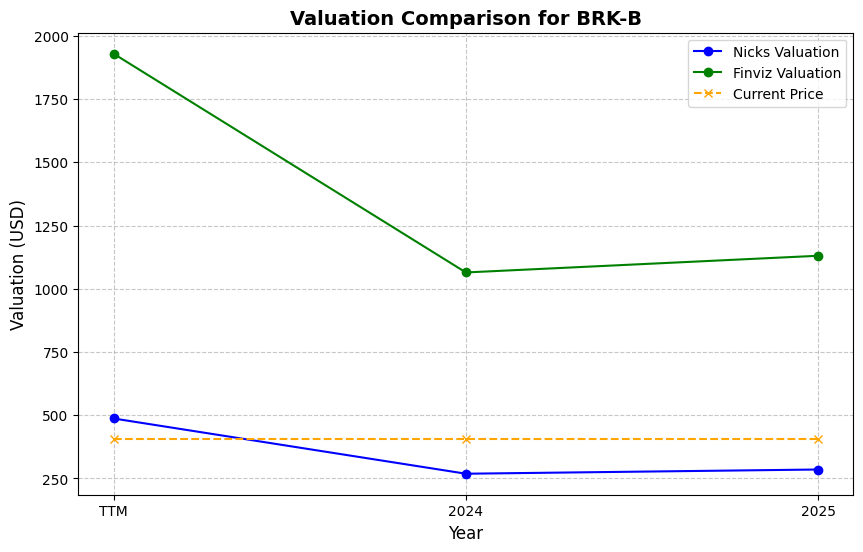 Valuation Comparison for BRK-B
Nicks Valuation
Finviz Valuation
Current Price
Valuation (USD)
2000
1750
1500
1250
1000
750
500
250
TTM
2024
2025
Year